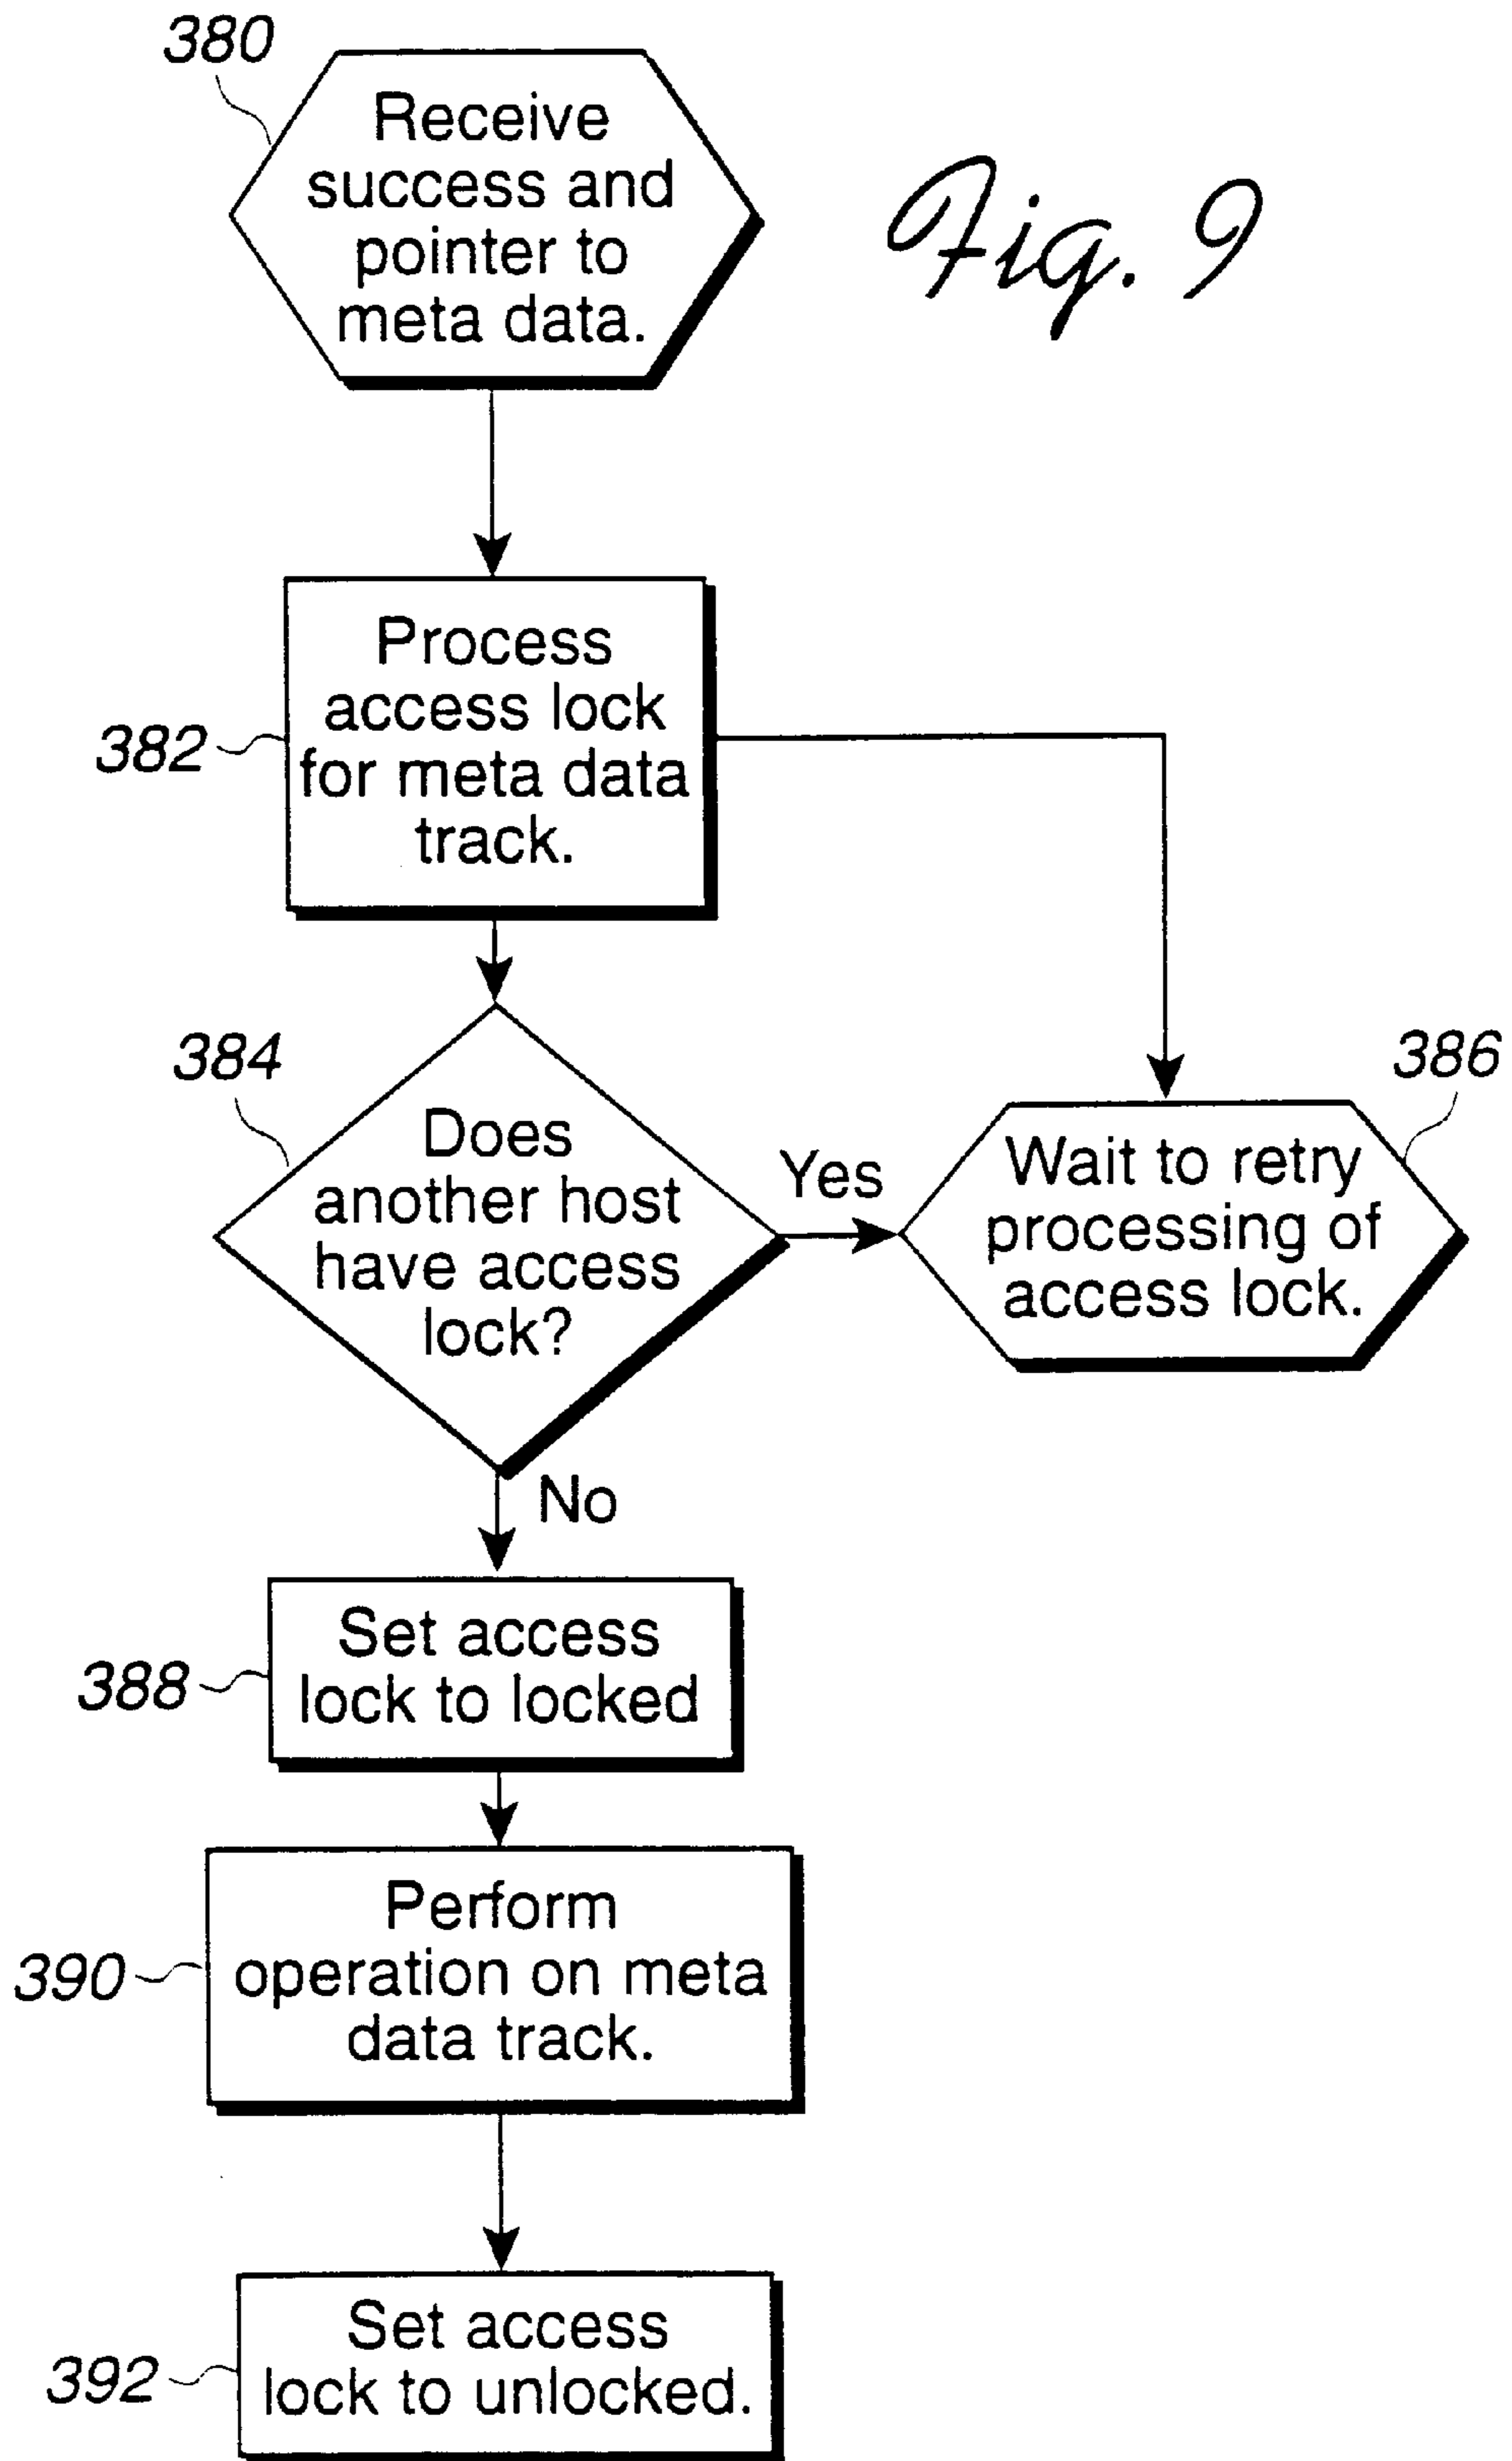 380
Receive
success and
pointer to
meta data.
Fig. 9
Process
access lock
for meta data
track.
382
384
Does
another host
have access
lock?
Yes
386
Wait to retry
processing of
access lock.
No
Set access
lock to locked
388
Perform
operation on meta
data track.
390
Set access
lock to unlocked.
392